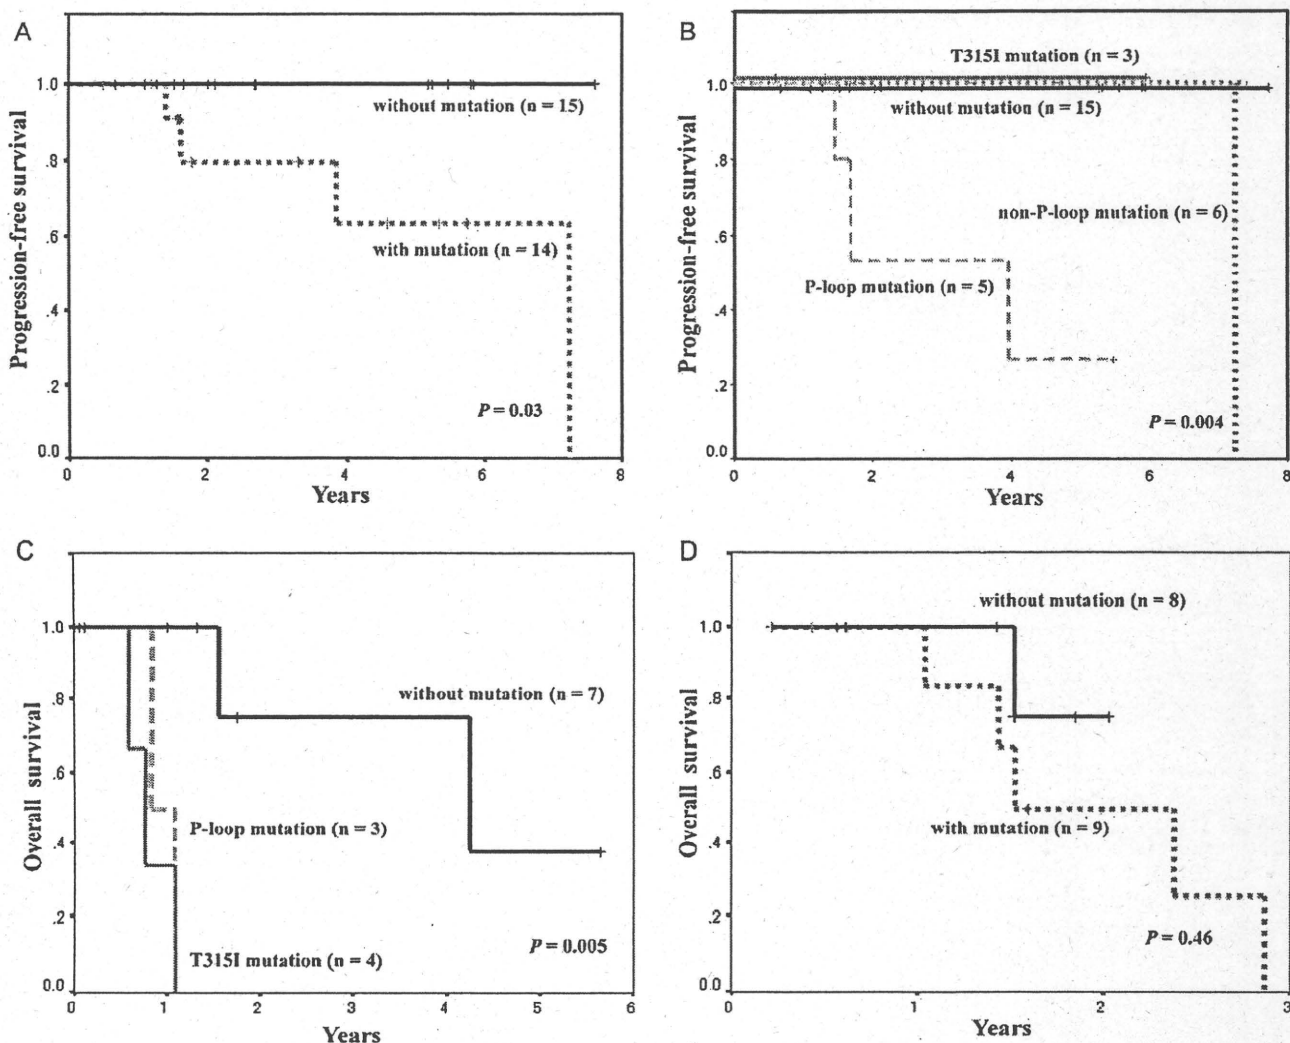 A
Progression-free survival
1.0
.8
.6
.4
.2
0.0
without mutation (n = 15)
with mutation (n = 14)
P = 0.03
0 2 4 6 8
Years
B
Progression-free survival
1.0
.8
.6
.4
.2
0.0
T315I mutation (n = 3)
without mutation (n = 15)
non-P-loop mutation (n = 6)
P-loop mutation (n = 5)
P = 0.004
0 2 4 6 8
Years
C
Overall survival
1.0
.8
.6
.4
.2
0.0
without mutation (n = 7)
P-loop mutation (n = 3)
T315I mutation (n = 4)
P = 0.005
0 1 2 3 4 5 6
Years
D
Overall survival
1.0
.8
.6
.4
.2
0.0
without mutation (n = 8)
with mutation (n = 9)
P = 0.46
0 1 2 3
Years